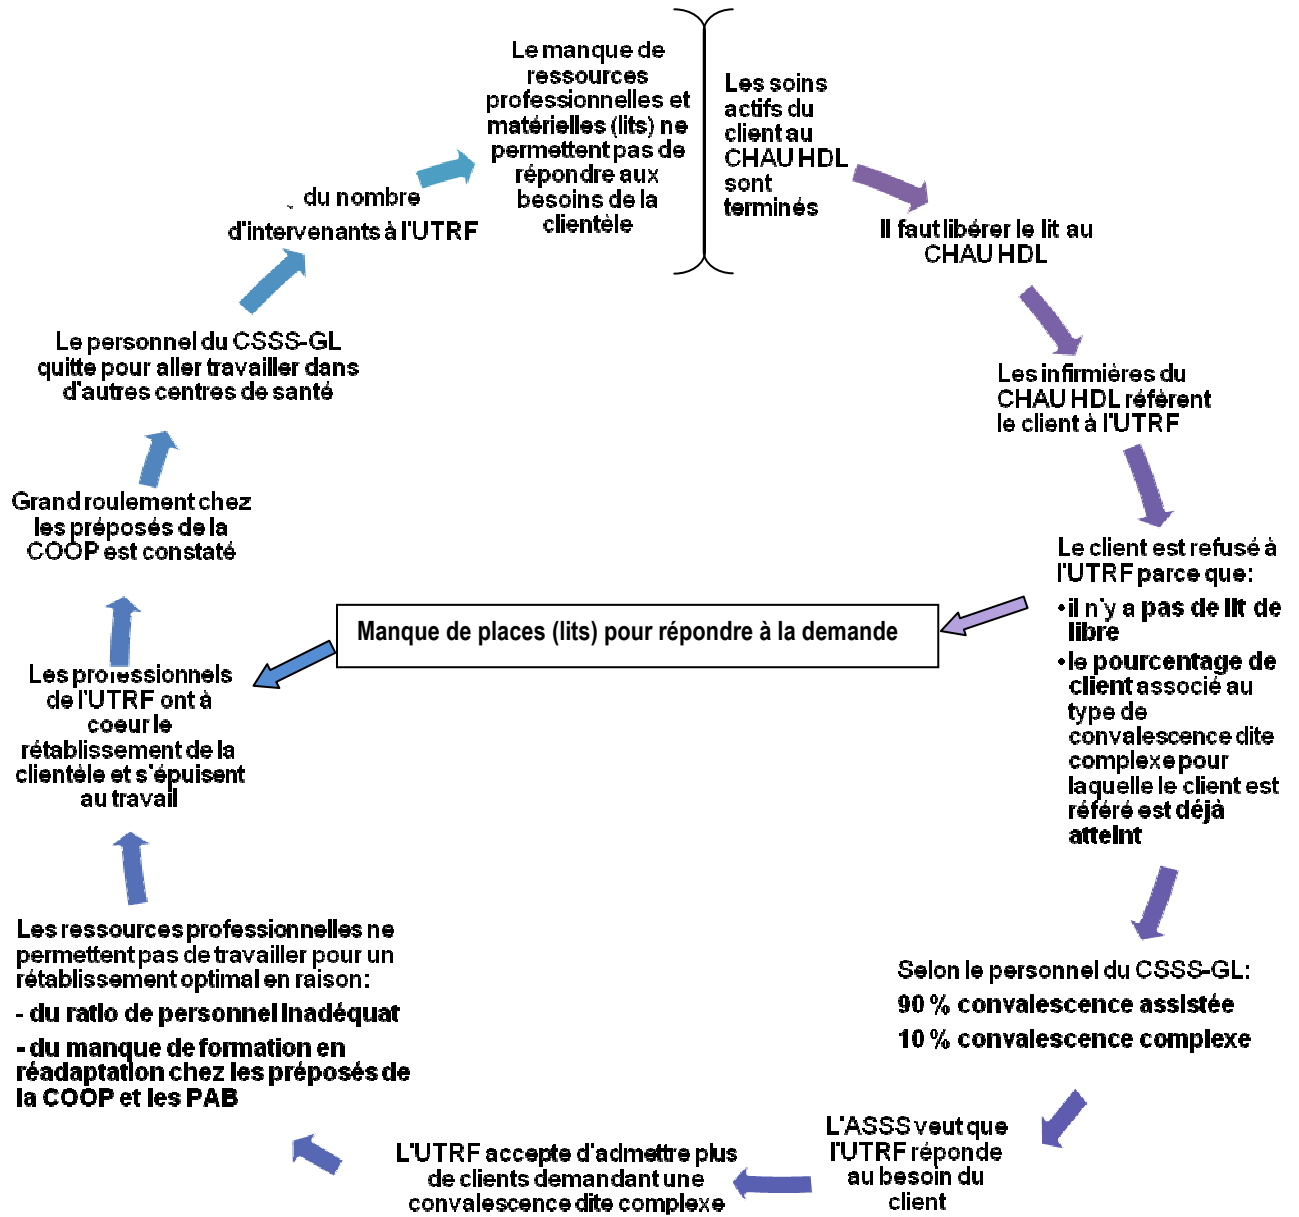 Le manque de
ressources
professionnelles et
matérielles (lits) ne
permettent pas de
répondre aux
besoins de la
clientèle
Les soins
actifs du
client au
CHAU HDL
sont
terminés
Il faut libérer le lit au
CHAU HDL
Les infirmières du
CHAU HDL réfèrent
le client à l'UTRF
Le client est refusé à
l'UTRF parce que:
•il n'y a pas de lit de
libre
•le pourcentage de
client associé au
type de
convalescence dite
complexe pour
laquelle le client est
référé est déjà
atteint
Selon le personnel du CSSS-GL:
90 % convalescence assistée
10 % convalescence complexe
L'ASSS veut que
l'UTRF réponde
au besoin du
client
L'UTRF accepte d'admettre plus
de clients demandant une
convalescence dite complexe
Les ressources professionnelles ne
permettent pas de travailler pour un
rétablissement optimal en raison:
- du ratio de personnel inadéquat
- du manque de formation en
réadaptation chez les préposés de
la COOP et les PAB
Les professionnels
de l'UTRF ont à
coeur le
rétablissement de la
clientèle et s'épuisent
au travail
Grand roulement chez
les préposés de la
COOP est constaté
Le personnel du CSSS-GL
quitte pour aller travailler dans
d'autres centres de santé
du nombre
d'intervenants à l'UTRF
Manque de places (lits) pour répondre à la demande